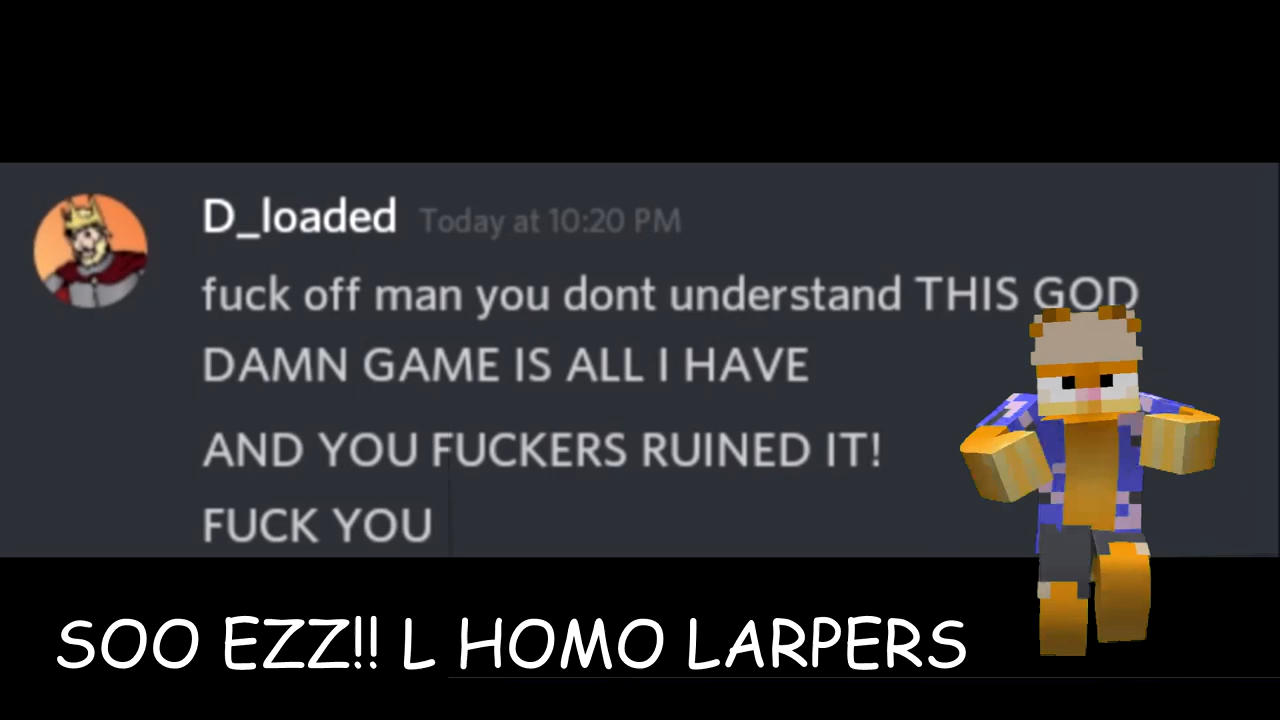 D_loaded Today at 10:20 PM
fuck off man you dont understand THIS GOD
DAMN GAME IS ALL I HAVE
AND YOU FUCKERS RUINED IT!
FUCK YOU
SOO EZZ!! L HOMO LARPERS